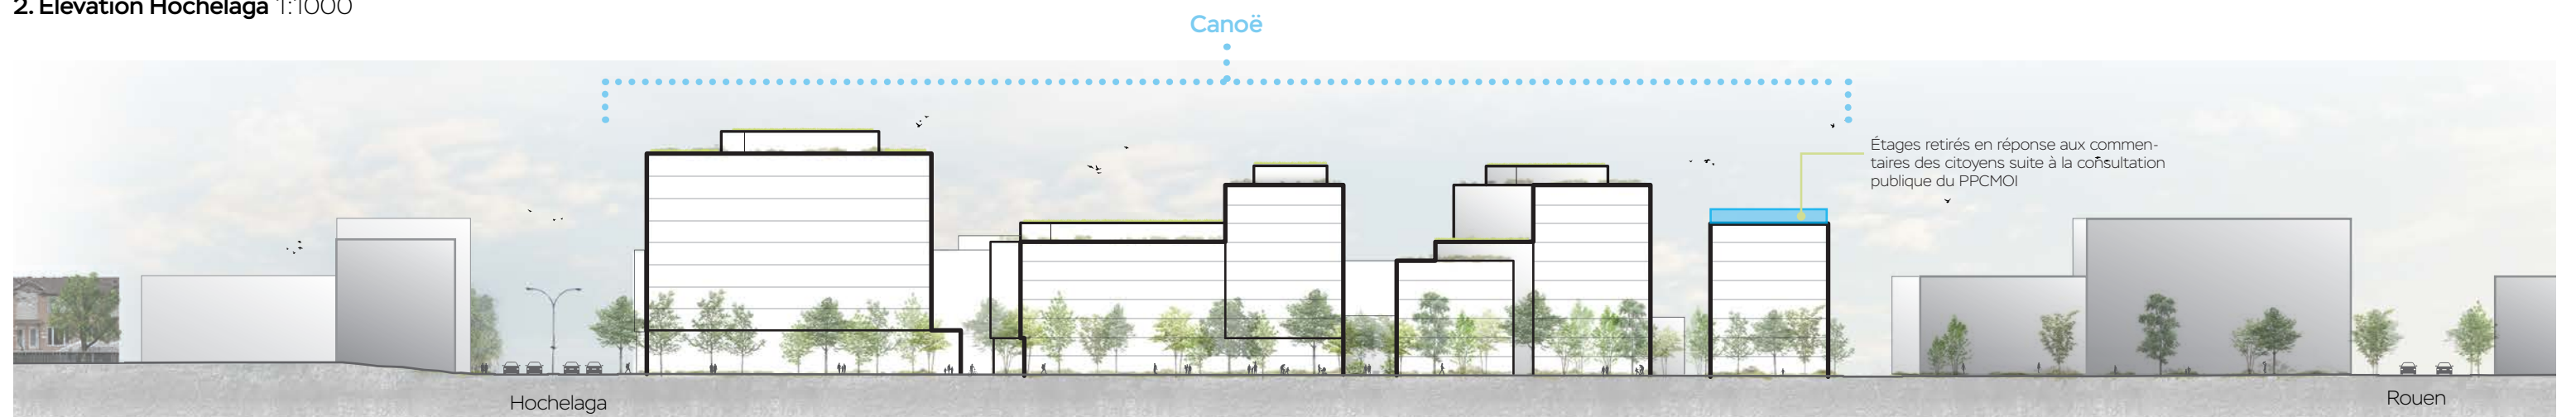 2. Élévation Hochelaga 1:1000
Canoë
Étages retirés en réponse aux commen-
taires des citoyens suite à la consultation
publique du PPCMOI
Hochelaga
Rouen